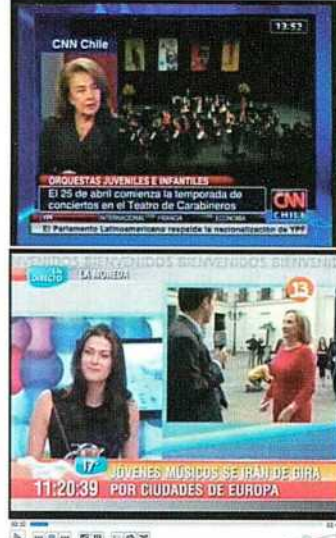 13:52
CNN Chile
ORQUESTAS JUVENILES E INFANTILES
El 25 de abril comienza la temporada de
conciertos en el Teatro de Carabineros
CNN
CHILE
INTERNACIONAL FRANCIA ECONOMIA
El Parlamento Latinoamericano respalda la nacionalización de YPF
BIENVENIDOS BIENVENIDOS BIENVENIDOS
EN DIRECTO
LA MONEDA
13
17°
JÓVENES MÚSICOS SE IRÁN DE GIRA
11:20:39 POR CIUDADES DE EUROPA